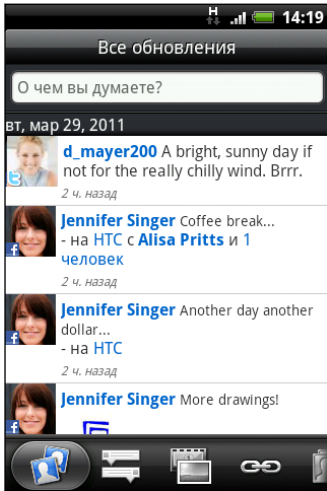 H
14:19
Все обновления
О чем вы думаете?
вт, мар 29, 2011
d_mayer200 A bright, sunny day if
not for the really chilly wind. Brrr.
2 ч. назад
Jennifer Singer Coffee break...
- на HTC с Alisa Pritts и 1
человек
2 ч. назад
Jennifer Singer Another day another
dollar...
- на HTC
2 ч. назад
Jennifer Singer More drawings!